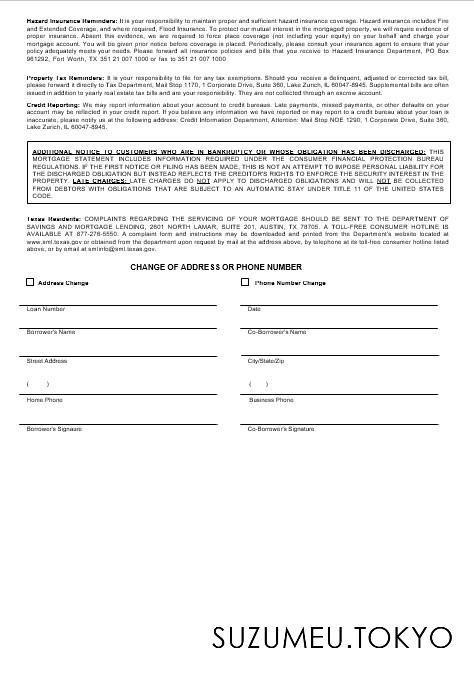 Hazard Insurance Reminders: It is your responsibility to maintain proper and sufficient hazard insurance coverage. Hazard insurance includes Fire
and Extended Coverage, and where required, Flood Insurance. To protect our mutual interest in the mortgaged property, we will require evidence of
proper insurance. Absent this evidence, we are required to force place coverage (not including your equity) on your behalf and charge your
mortgage account. You will be given prior notice before coverage is placed. Periodically, please consult your insurance agent to ensure that your
policy adequately meets your needs. Please forward all insurance policies and bills that you receive to Hazard Insurance Department, PO Box
961292, Fort Worth, TX 351 21 007 1000 or fax to 351 21 007 1000
Property Tax Reminders: It is your responsibility to file for any tax exemptions. Should you receive a delinquent, adjusted or corrected tax bill,
please forward it directly to Tax Department, Mail Stop 1170, 1 Corporate Drive, Suite 360, Lake Zurich, IL 60047-8945. Supplemental bills are often
issued in addition to yearly real estate tax bills and are your responsibility. They are not collected through an escrow account.
Credit Reporting: We may report information about your account to credit bureaus. Late payments, missed payments, or other defaults on your
account may be reflected in your credit report. If you believe any information we have reported or may report to a credit bureau about your loan is
inaccurate, please notify us at the following address: Credit Information Department, Attention: Mail Stop NOE 1290, 1 Corporate Drive, Suite 360,
Lake Zurich, IL 60047-8945.
ADDITIONAL NOTICE TO CUSTOMERS WHO ARE IN BANKRUPTCY OR WHOSE OBLIGATION HAS BEEN DISCHARGED: THIS
MORTGAGE STATEMENT INCLUDES INFORMATION REQUIRED UNDER THE CONSUMER FINANCIAL PROTECTION BUREAU
REGULATIONS. IF THE FIRST NOTICE OR FILING HAS BEEN MADE, THIS IS NOT AN ATTEMPT TO IMPOSE PERSONAL LIABILITY FOR
THE DISCHARGED OBLIGATION BUT INSTEAD REFLECTS THE CREDITOR'S RIGHTS TO ENFORCE THE SECURITY INTEREST IN THE
PROPERTY. LATE CHARGES: LATE CHARGES DO NOT APPLY TO DISCHARGED OBLIGATIONS AND WILL NOT BE COLLECTED
FROM DEBTORS WITH OBLIGATIONS THAT ARE SUBJECT TO AN AUTOMATIC STAY UNDER TITLE 11 OF THE UNITED STATES
CODE.
Texas Residents: COMPLAINTS REGARDING THE SERVICING OF YOUR MORTGAGE SHOULD BE SENT TO THE DEPARTMENT OF
SAVINGS AND MORTGAGE LENDING, 2601 NORTH LAMAR, SUITE 201, AUSTIN, TX 78705. A TOLL-FREE CONSUMER HOTLINE IS
AVAILABLE AT 877-276-5550. A complaint form and instructions may be downloaded and printed from the Department's website located at
www.sml.texas.gov or obtained from the department upon request by mail at the address above, by telephone at its toll-free consumer hotline listed
above, or by email at smlinfo@sml.texas.gov.
CHANGE OF ADDRESS OR PHONE NUMBER
Address Change Phone Number Change
Loan Number Date
Borrower's Name Co-Borrower's Name
Street Address City/State/Zip
( ) ( )
Home Phone Business Phone
Borrower's Signaure Co-Borrower's Signature
SUZUMEU.TOKYO